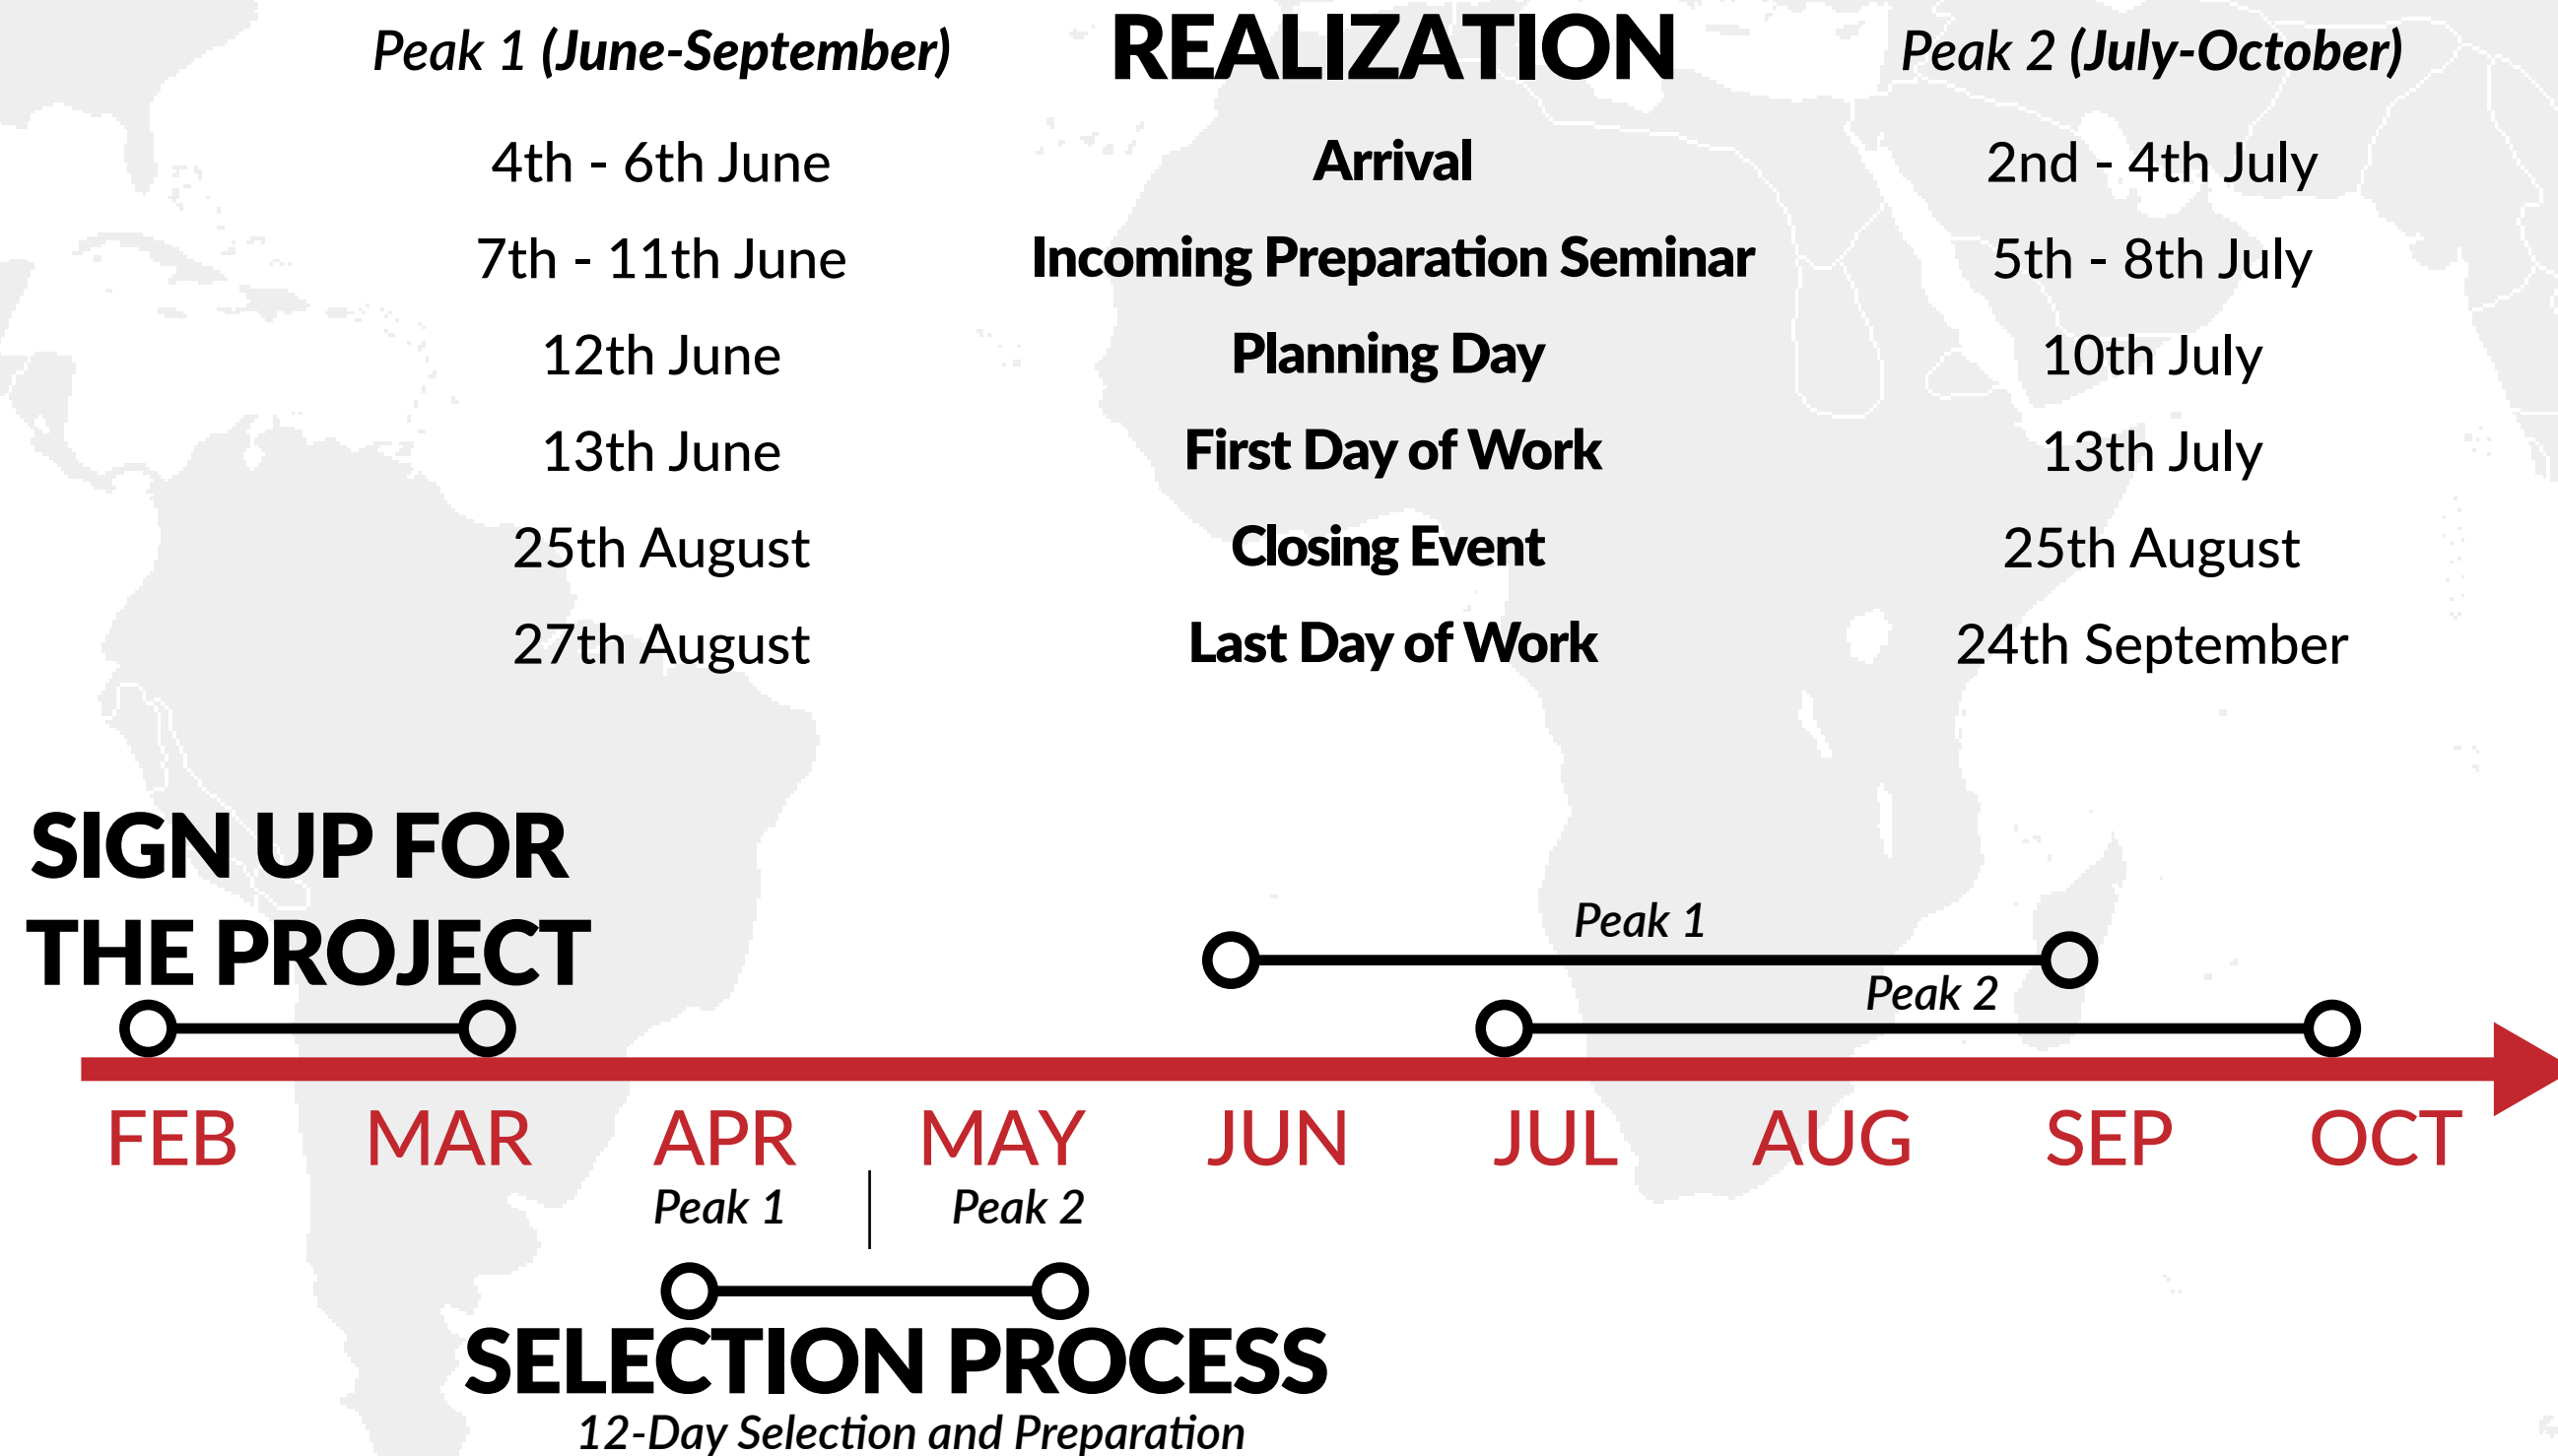 Peak 1 (June-September) REALIZATION Peak 2 (July-October)
4th - 6th June Arrival 2nd - 4th July
7th - 11th June Incoming Preparation Seminar 5th - 8th July
12th June Planning Day 10th July
13th June First Day of Work 13th July
25th August Closing Event 25th August
27th August Last Day of Work 24th September
SIGN UP FOR
THE PROJECT
Peak 1
Peak 2
FEB MAR APR MAY JUN JUL AUG SEP OCT
Peak 1 Peak 2
SELECTION PROCESS
12-Day Selection and Preparation